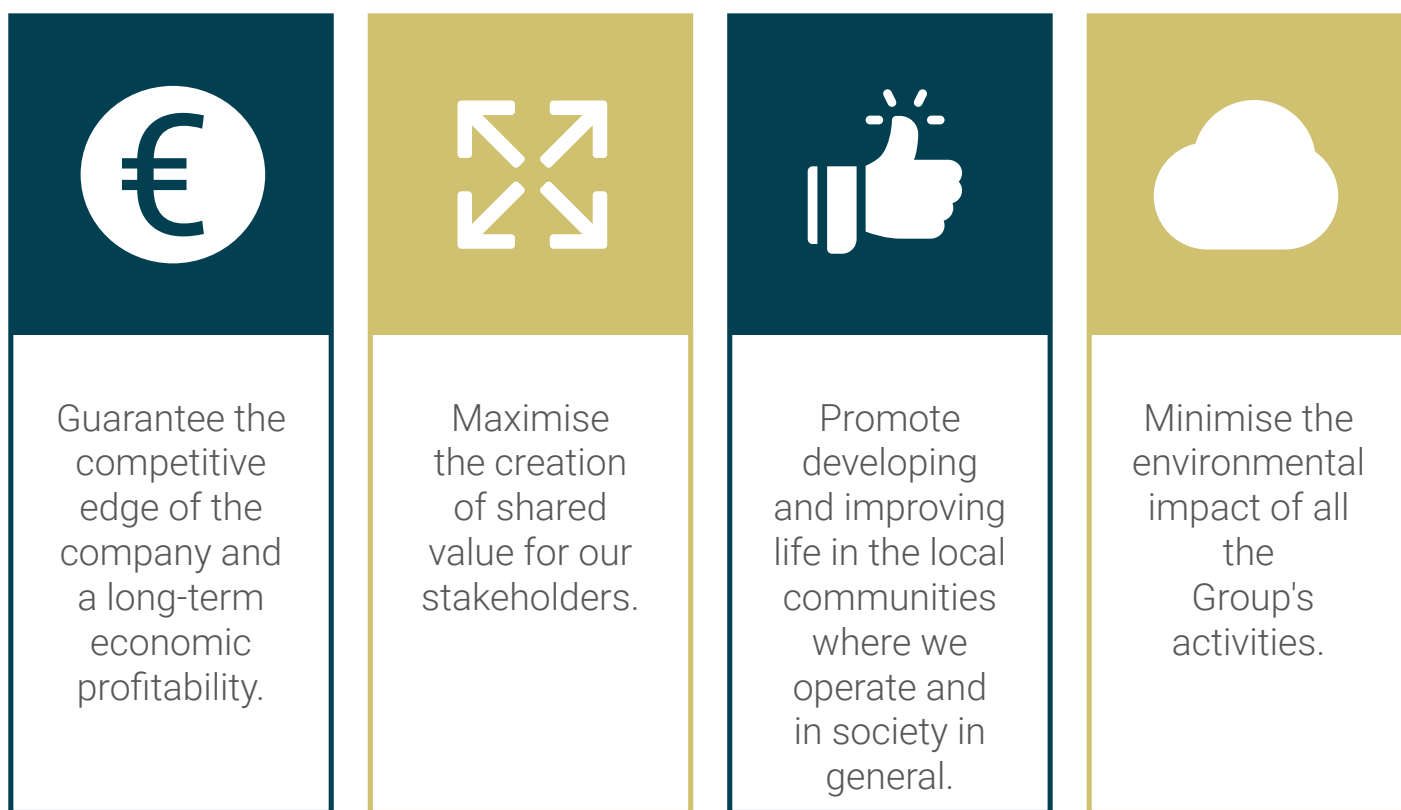 €
Guarantee the
competitive
edge of the
company and
a long-term
economic
profitability.
Maximise
the creation
of shared
value for our
stakeholders.
Promote
developing
and improving
life in the local
communities
where we
operate and
in society in
general.
Minimise the
environmental
impact of all
the
Group's
activities.